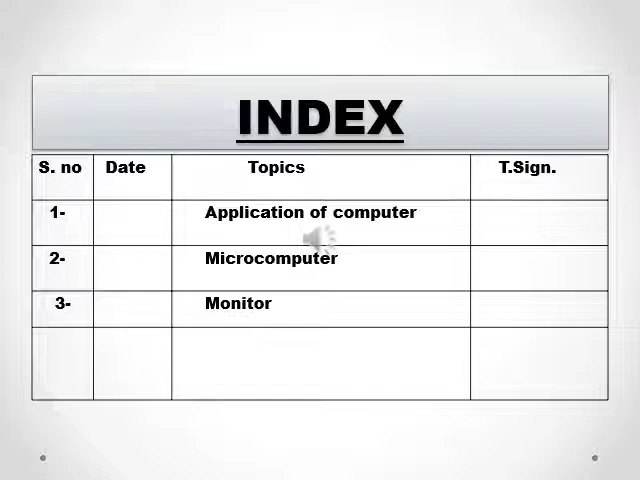 INDEX
S. no Date Topics T.Sign.
1- Application of computer
2- Microcomputer
3- Monitor